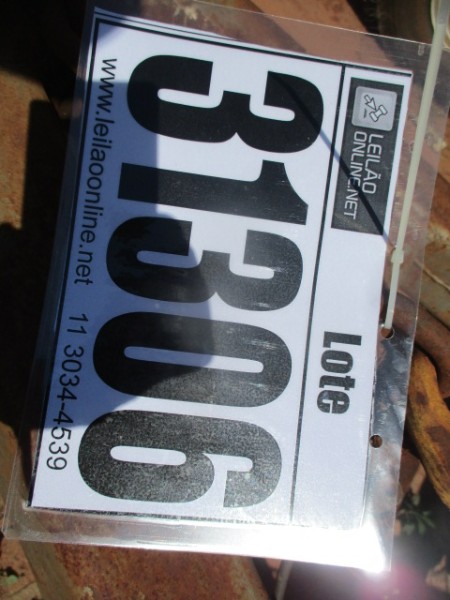 LEILÃO
ONLINE.NET
Lote
31306
www.leilaoonline.net 11 3034-4539